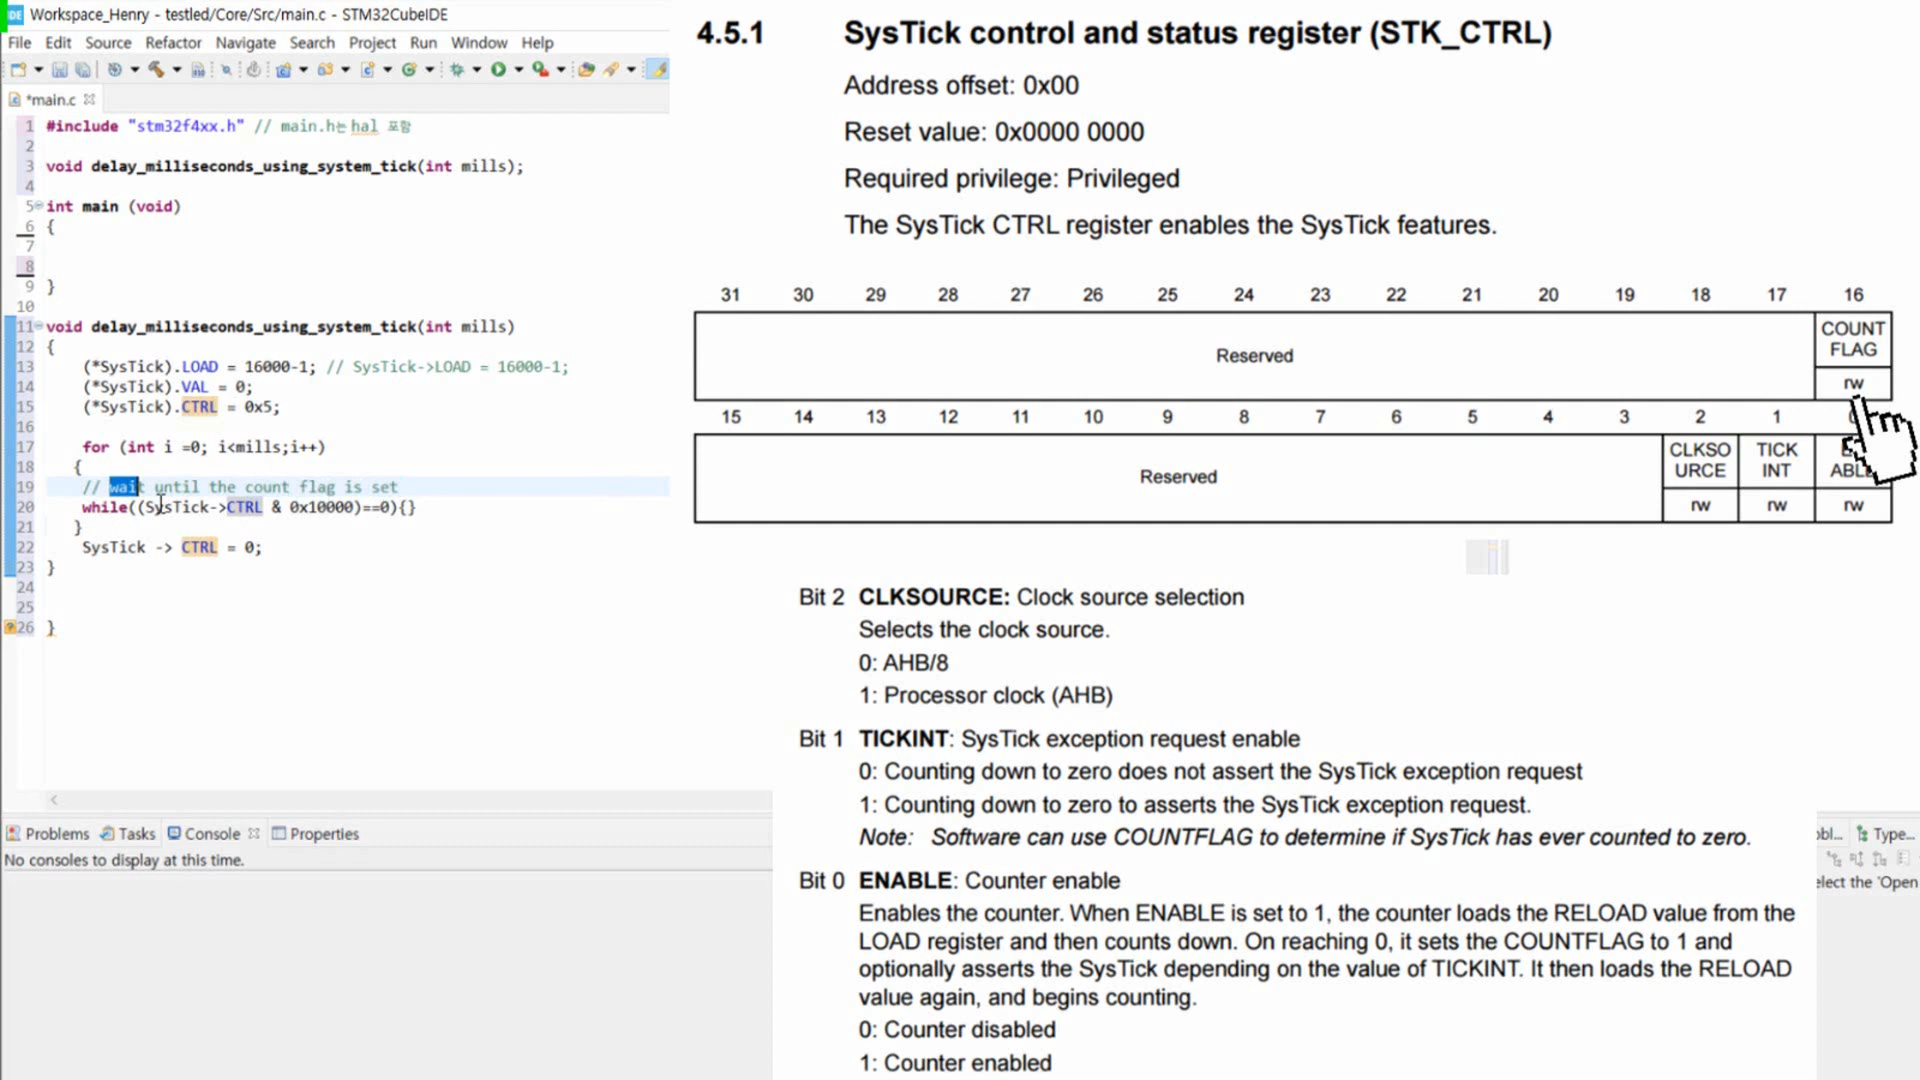 Workspace_Henry - testled/Core/Src/main.c - STM32CubeIDE
File Edit Source Refactor Navigate Search Project Run Window Help
*main.c
1 #include "stm32f4xx.h" // main.h는 hal 포함
2
3 void delay_milliseconds_using_system_tick(int mills);
4
5 int main (void)
6 {
7
8
9 }
10
11 void delay_milliseconds_using_system_tick(int mills)
12 {
13 (*SysTick).LOAD = 16000-1; // SysTick->LOAD = 16000-1;
14 (*SysTick).VAL = 0;
15 (*SysTick).CTRL = 0x5;
16
17 for (int i =0; i<mills;i++)
18 {
19 // wait until the count flag is set
20 while((SysTick->CTRL & 0x10000)==0){}
21 }
22 SysTick -> CTRL = 0;
23 }
24
25
26 }
Problems Tasks Console Properties
No consoles to display at this time.
4.5.1 SysTick control and status register (STK_CTRL)
Address offset: 0x00
Reset value: 0x0000 0000
Required privilege: Privileged
The SysTick CTRL register enables the SysTick features.
31 30 29 28 27 26 25 24 23 22 21 20 19 18 17 16
Reserved
COUNT
FLAG
rw
15 14 13 12 11 10 9 8 7 6 5 4 3 2 1
Reserved
CLKSO
URCE
TICK
INT
ABLE
rw rw rw
Bit 2 CLKSOURCE: Clock source selection
Selects the clock source.
0: AHB/8
1: Processor clock (AHB)
Bit 1 TICKINT: SysTick exception request enable
0: Counting down to zero does not assert the SysTick exception request
1: Counting down to zero to asserts the SysTick exception request.
Note: Software can use COUNTFLAG to determine if SysTick has ever counted to zero.
Bit 0 ENABLE: Counter enable
Enables the counter. When ENABLE is set to 1, the counter loads the RELOAD value from the
LOAD register and then counts down. On reaching 0, it sets the COUNTFLAG to 1 and
optionally asserts the SysTick depending on the value of TICKINT. It then loads the RELOAD
value again, and begins counting.
0: Counter disabled
1: Counter enabled
obl... Type...
elect the 'Open